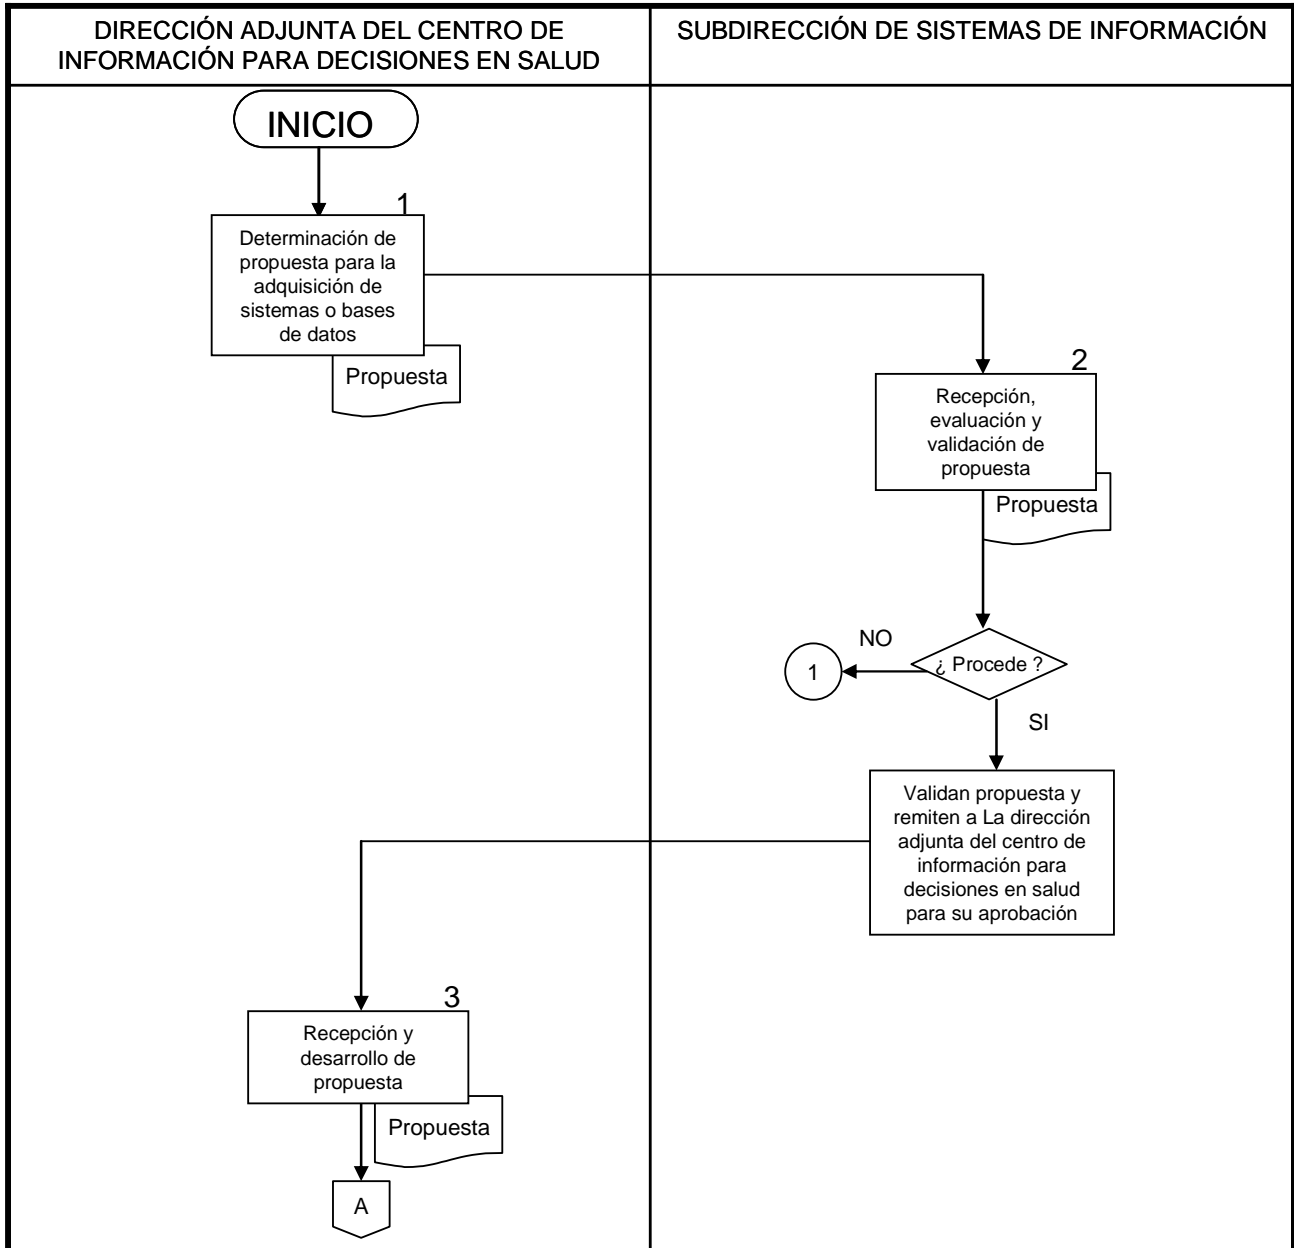 DIRECCIÓN ADJUNTA DEL CENTRO DE
INFORMACIÓN PARA DECISIONES EN SALUD
SUBDIRECCIÓN DE SISTEMAS DE INFORMACIÓN
INICIO
1
Determinación de
propuesta para la
adquisición de
sistemas o bases
de datos
Propuesta
2
Recepción,
evaluación y
validación de
propuesta
Propuesta
¿ Procede ?
NO
1
SI
Validan propuesta y
remiten a La dirección
adjunta del centro de
información para
decisiones en salud
para su aprobación
3
Recepción y
desarrollo de
propuesta
Propuesta
A